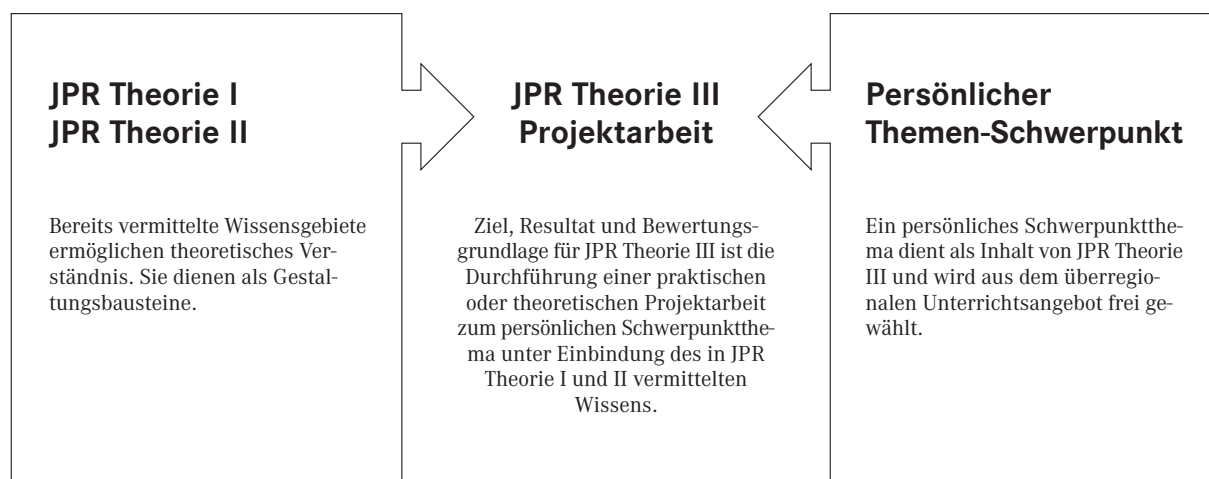 JPR Theorie I
JPR Theorie II
Bereits vermittelte Wissensgebiete
ermöglichen theoretisches Ver-
ständnis. Sie dienen als Gestal-
tungsbausteine.
JPR Theorie III
Projektarbeit
Ziel, Resultat und Bewertungs-
grundlage für JPR Theorie III ist die
Durchführung einer praktischen
oder theoretischen Projektarbeit
zum persönlichen Schwerpunktthe-
ma unter Einbindung des in JPR
Theorie I und II vermittelten
Wissens.
Persönlicher
Themen-Schwerpunkt
Ein persönliches Schwerpunktthe-
ma dient als Inhalt von JPR Theorie
III und wird aus dem überregio-
nalen Unterrichtsangebot frei ge-
wählt.